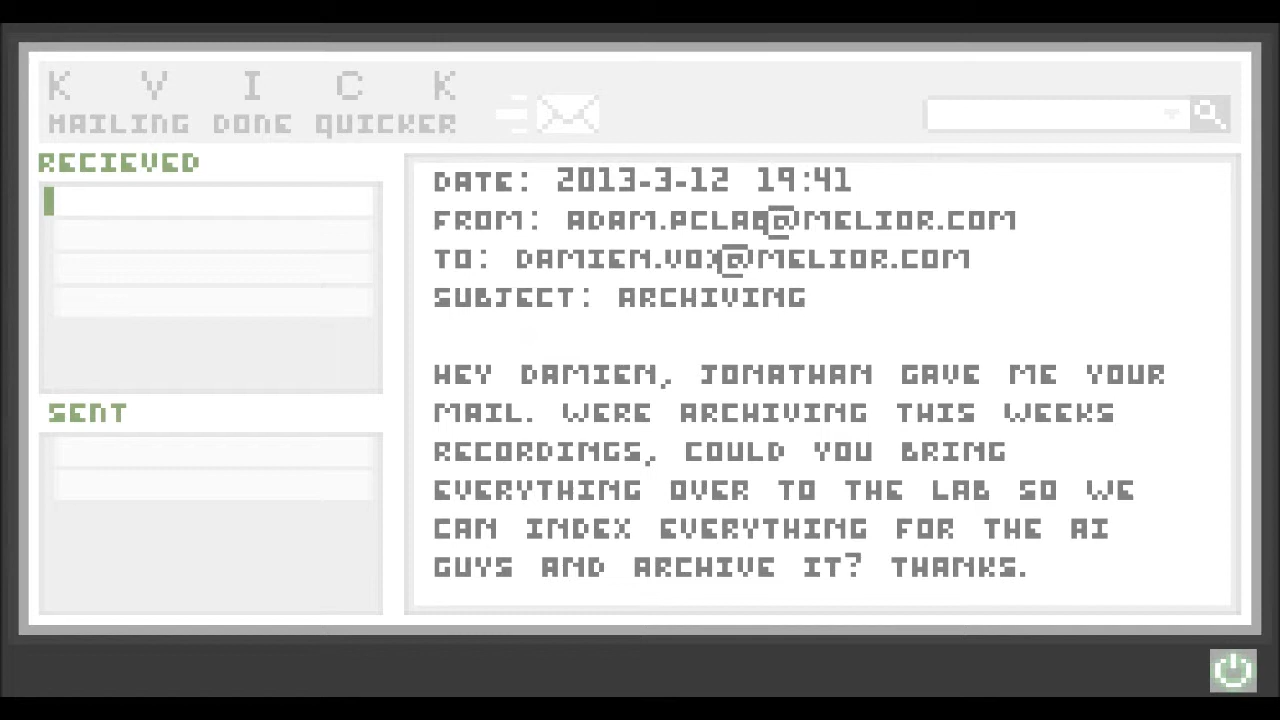 K V I C K
MAILING DONE QUICKER
RECIEVED
DATE: 2013-3-12 19:41
FROM: ADAM.PCLAB@MELIOR.COM
TO: DAMIEN.VOX@MELIOR.COM
SUBJECT: ARCHIVING
HEY DAMIEN, JONATHAN GAVE ME YOUR
MAIL. WERE ARCHIVING THIS WEEKS
RECORDINGS, COULD YOU BRING
EVERYTHING OVER TO THE LAB SO WE
CAN INDEX EVERYTHING FOR THE AI
GUYS AND ARCHIVE IT? THANKS.
SENT